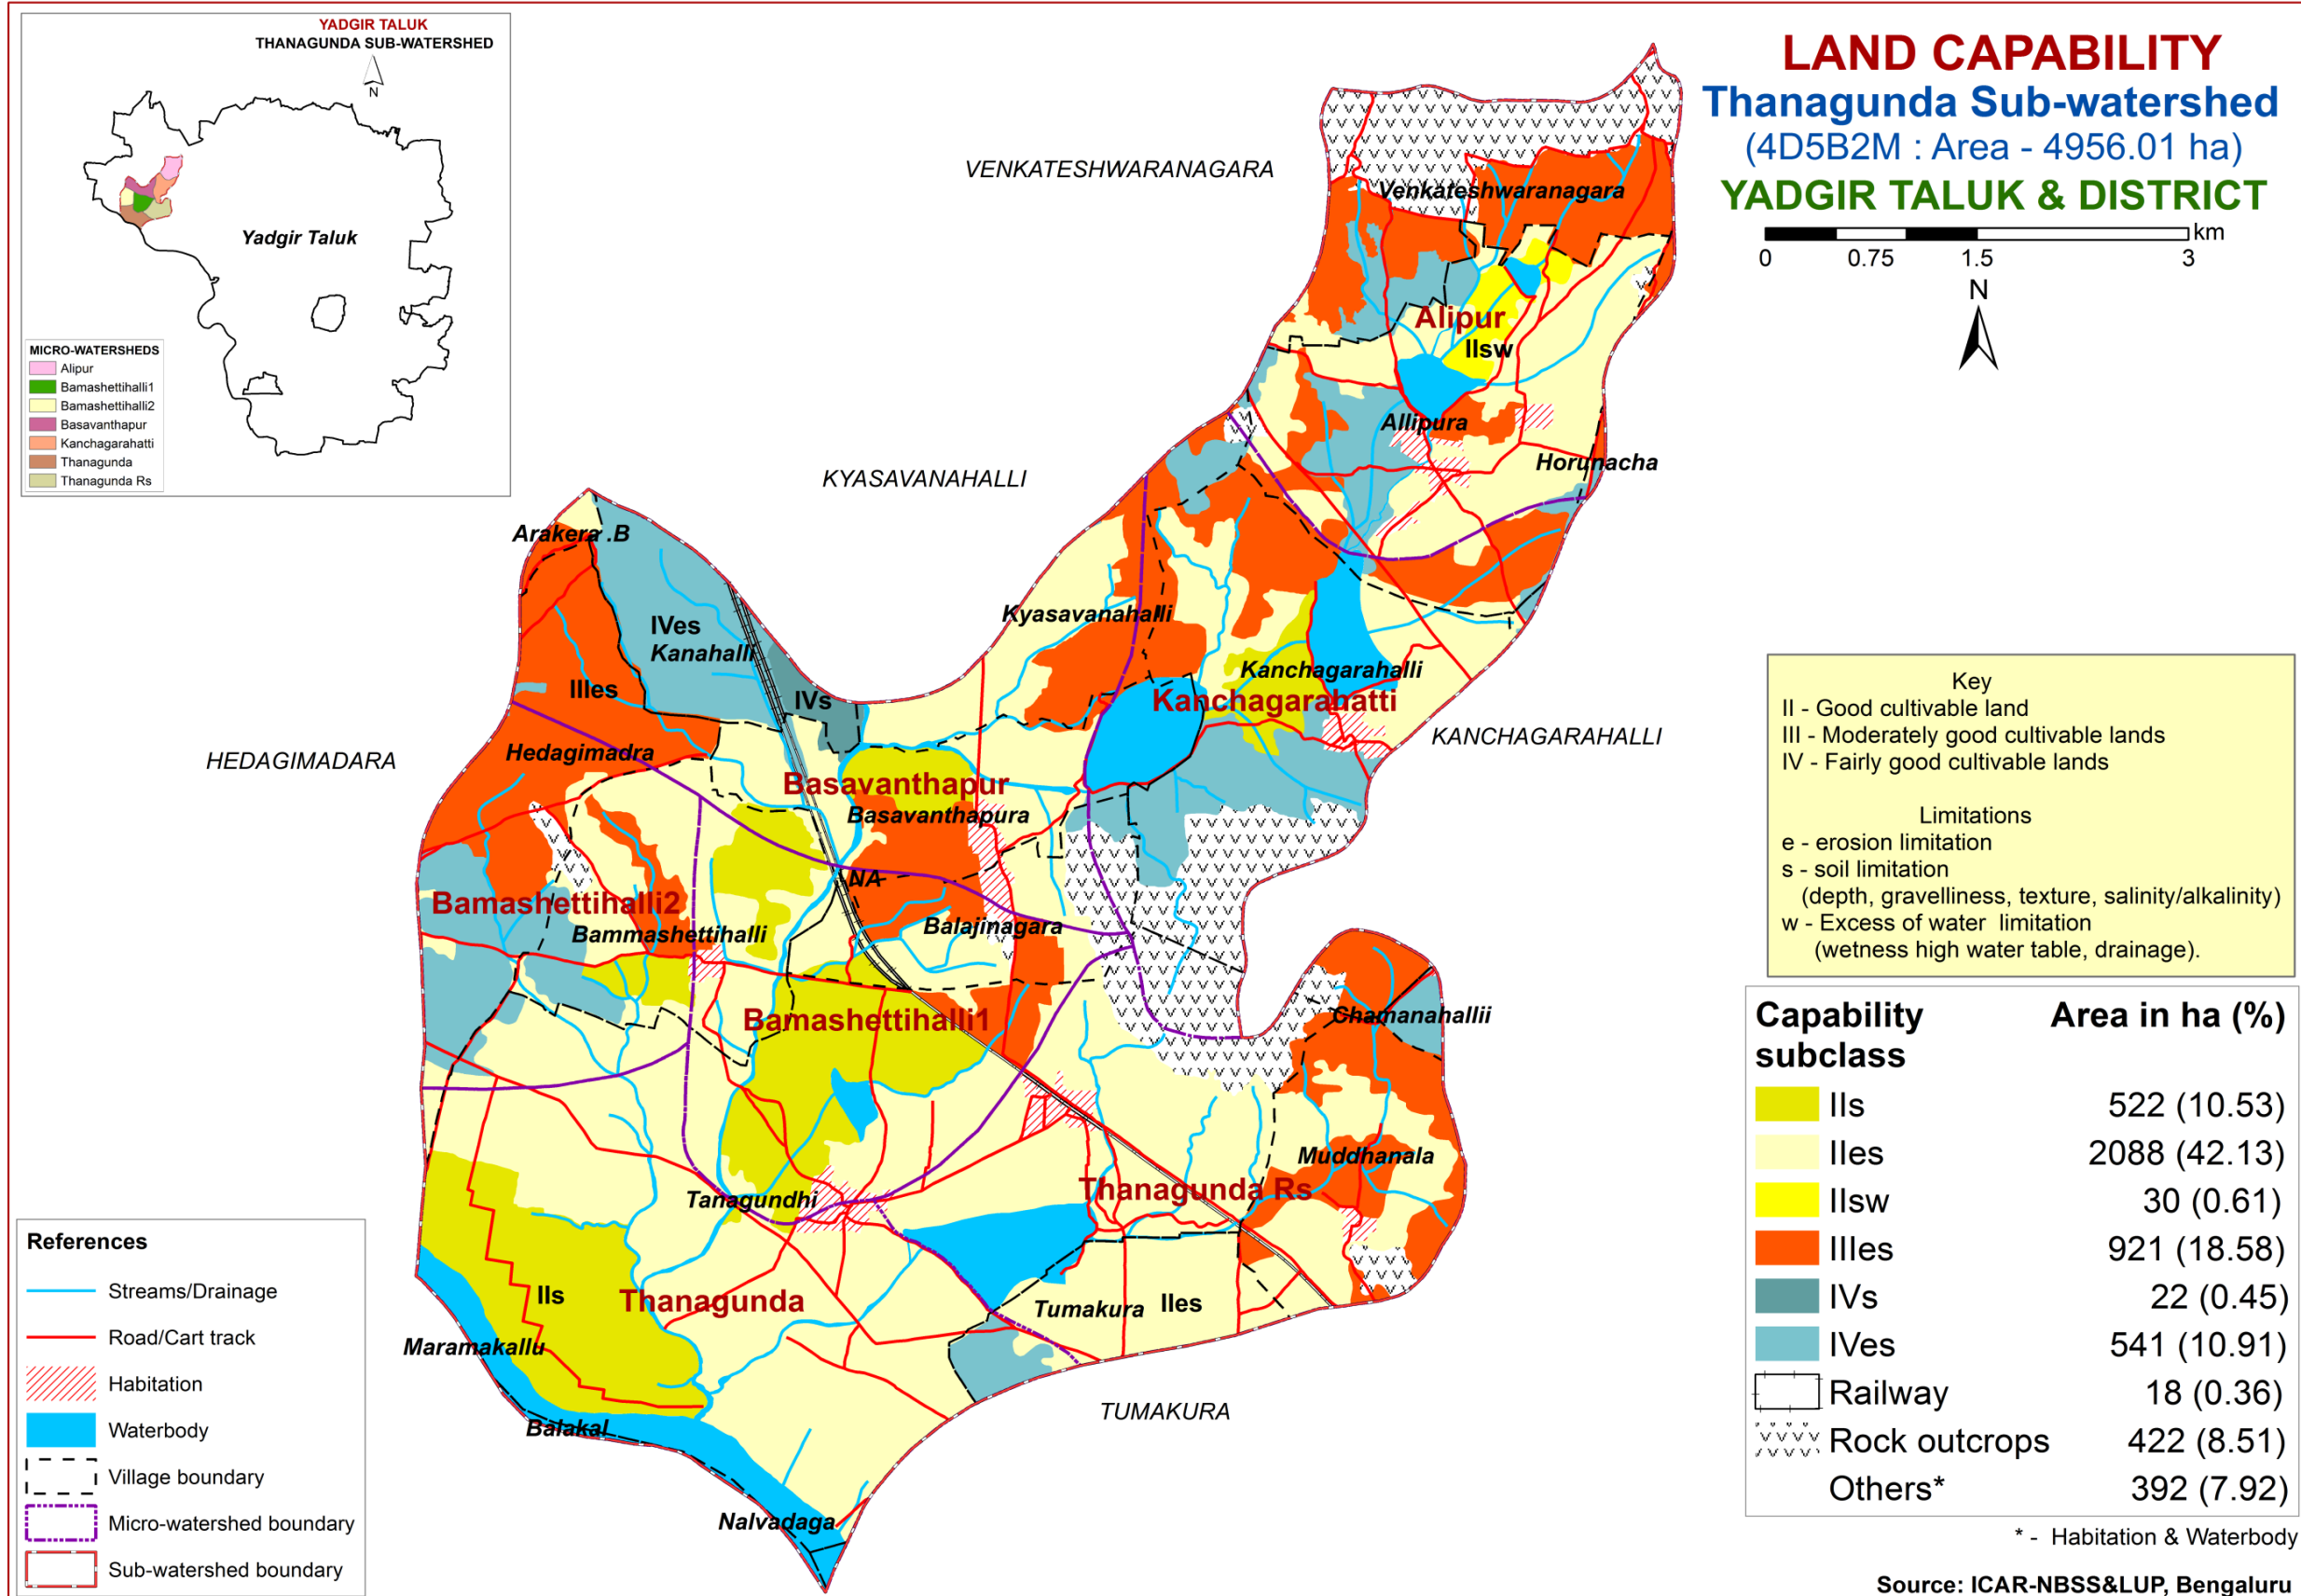 YADGIR TALUK
THANAGUNDA SUB-WATERSHED
N
Yadgir Taluk
MICRO-WATERSHEDS
Alipur
Bamashettihalli1
Bamashettihalli2
Basavanthapur
Kanchagarahatti
Thanagunda
Thanagunda Rs
LAND CAPABILITY
Thanagunda Sub-watershed
(4D5B2M : Area - 4956.01 ha)
YADGIR TALUK & DISTRICT
km
0 0.75 1.5 3
N
VENKATESHWARANAGARA
Venkateshwaranagara
Alipur
IIsw
Allipura
Horunacha
KYASAVANAHALLI
Arakera .B
IVes
Kanahalli
Kyasavanahalli
Kanchagarahalli
IIIes
IVs
Kanchagarahatti
KANCHAGARAHALLI
HEDAGIMADARA
Hedagimadra
Basavanthapur
Basavanthapura
NA
Bamashettihalli2
Bammashettihalli
Balajinagara
Bamashettihalli1
Chamanahallii
Muddhanala
Tanagundhi
Thanagunda Rs
IIs
Thanagunda
Tumakura
IIes
Maramakallu
TUMAKURA
Balakal
Nalvadaga
Key
II - Good cultivable land
III - Moderately good cultivable lands
IV - Fairly good cultivable lands
Limitations
e - erosion limitation
s - soil limitation
(depth, gravelliness, texture, salinity/alkalinity)
w - Excess of water limitation
(wetness high water table, drainage).
Capability subclass Area in ha (%)
IIs 522 (10.53)
IIes 2088 (42.13)
IIsw 30 (0.61)
IIIes 921 (18.58)
IVs 22 (0.45)
IVes 541 (10.91)
Railway 18 (0.36)
Rock outcrops 422 (8.51)
Others* 392 (7.92)
* - Habitation & Waterbody
Source: ICAR-NBSS&LUP, Bengaluru
References
Streams/Drainage
Road/Cart track
Habitation
Waterbody
Village boundary
Micro-watershed boundary
Sub-watershed boundary